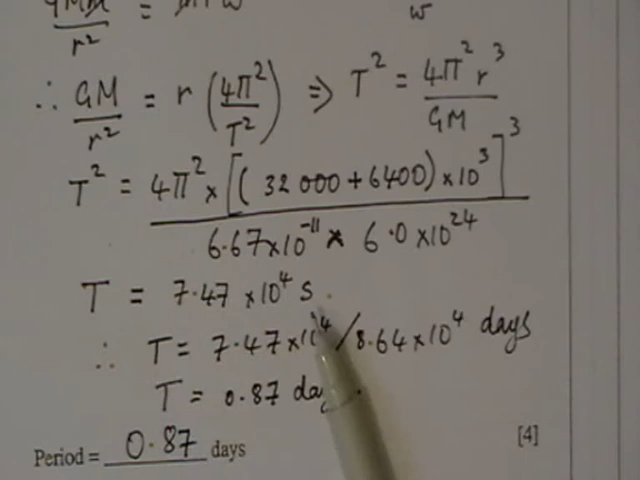 GMm/r² = m r w
w
∴ GM/r² = r (4π²/T²) ⇒ T² = 4π² r³/GM
T² = 4π² × [(32 000 + 6400) × 10³]³ / 6.67×10⁻¹¹ × 6.0×10²⁴
T = 7.47 ×10⁴ s
∴ T = 7.47×10⁴ / 8.64 ×10⁴ days
T = 0.87 days
Period = 0.87 days [4]